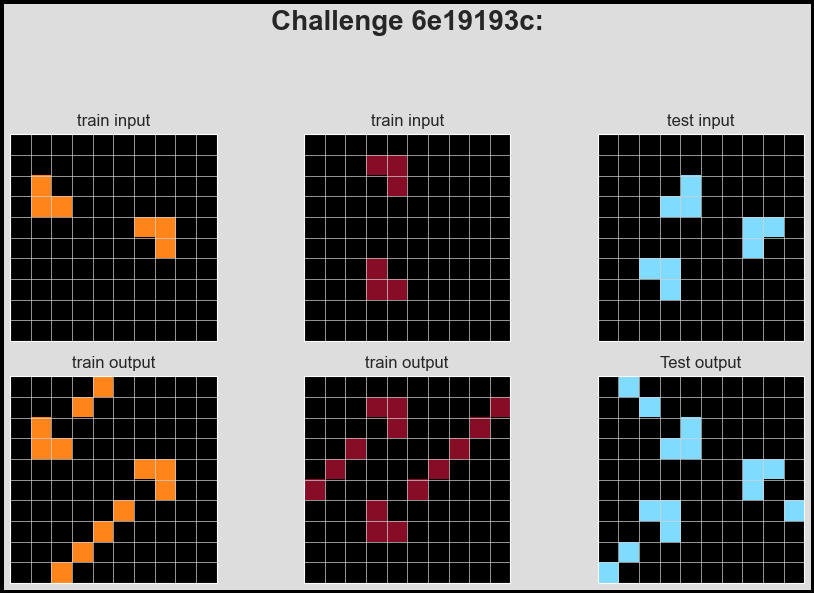 Challenge 6e19193c:
train input
train input
test input
train output
train output
Test output